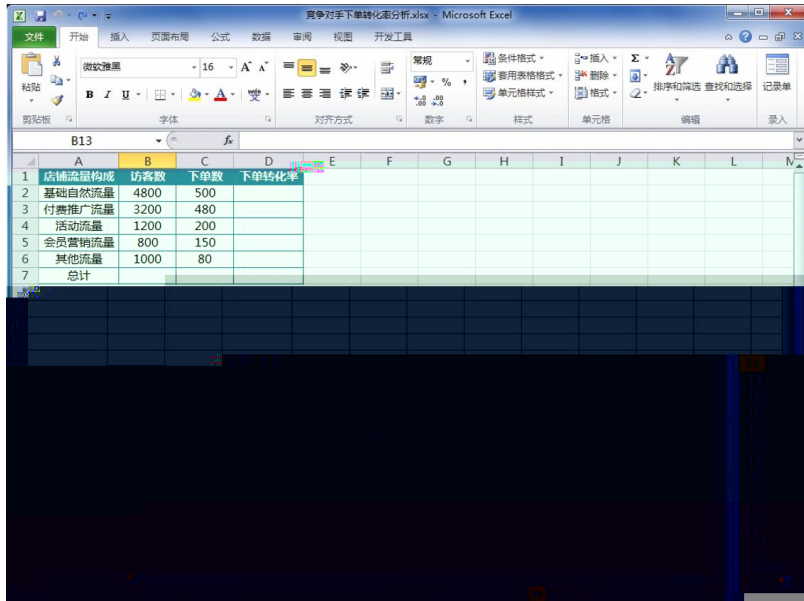 竞争对手下单转化率分析.xlsx - Microsoft Excel
文件 开始 插入 页面布局 公式 数据 审阅 视图 开发工具
微软雅黑 16 常规 条件格式 插入 Σ
粘贴 套用表格格式 删除 排序和筛选 查找和选择 记录单
B I U % , 单元格样式 格式
剪贴板 字体 对齐方式 数字 样式 单元格 编辑 录入
B13 fx
A B C D E F G H I J K L M
1 店铺流量构成 访客数 下单数 下单转化率
2 基础自然流量 4800 500
3 付费推广流量 3200 480
4 活动流量 1200 200
5 会员营销流量 800 150
6 其他流量 1000 80
7 总计